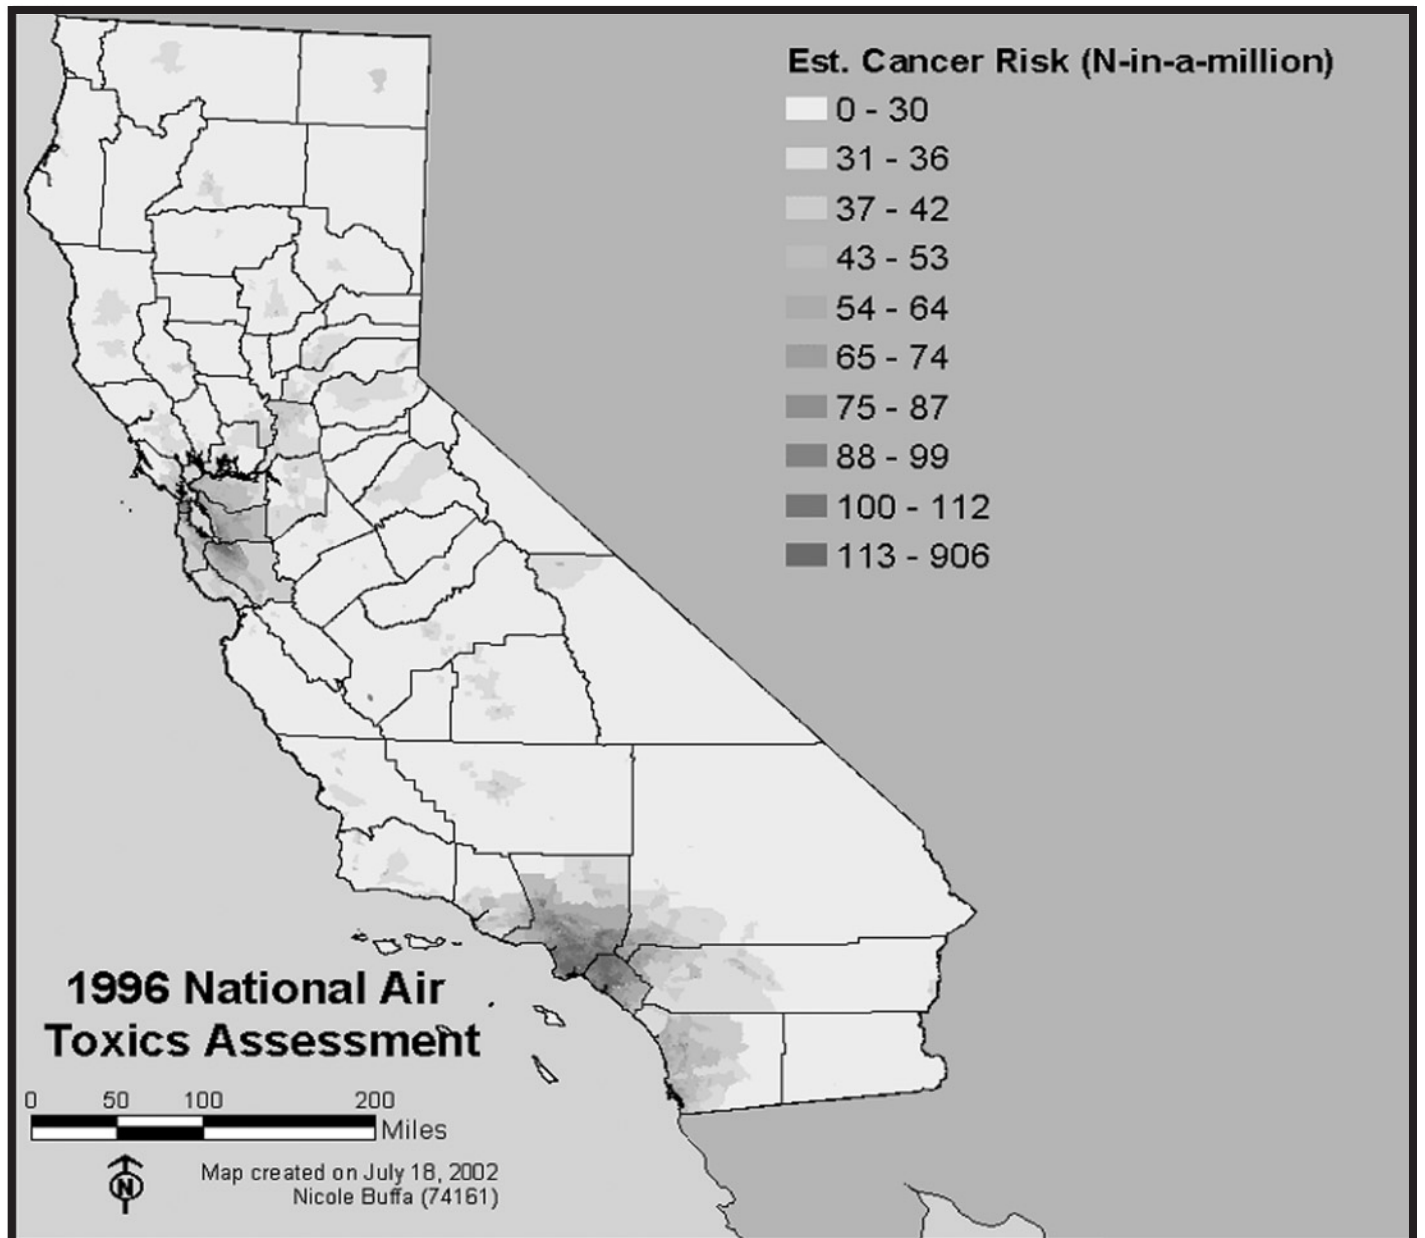 Est. Cancer Risk (N-in-a-million)
0 - 30
31 - 36
37 - 42
43 - 53
54 - 64
65 - 74
75 - 87
88 - 99
100 - 112
113 - 906
1996 National Air
Toxics Assessment
0 50 100 200
Miles
N
Map created on July 18, 2002
Nicole Buffa (74161)